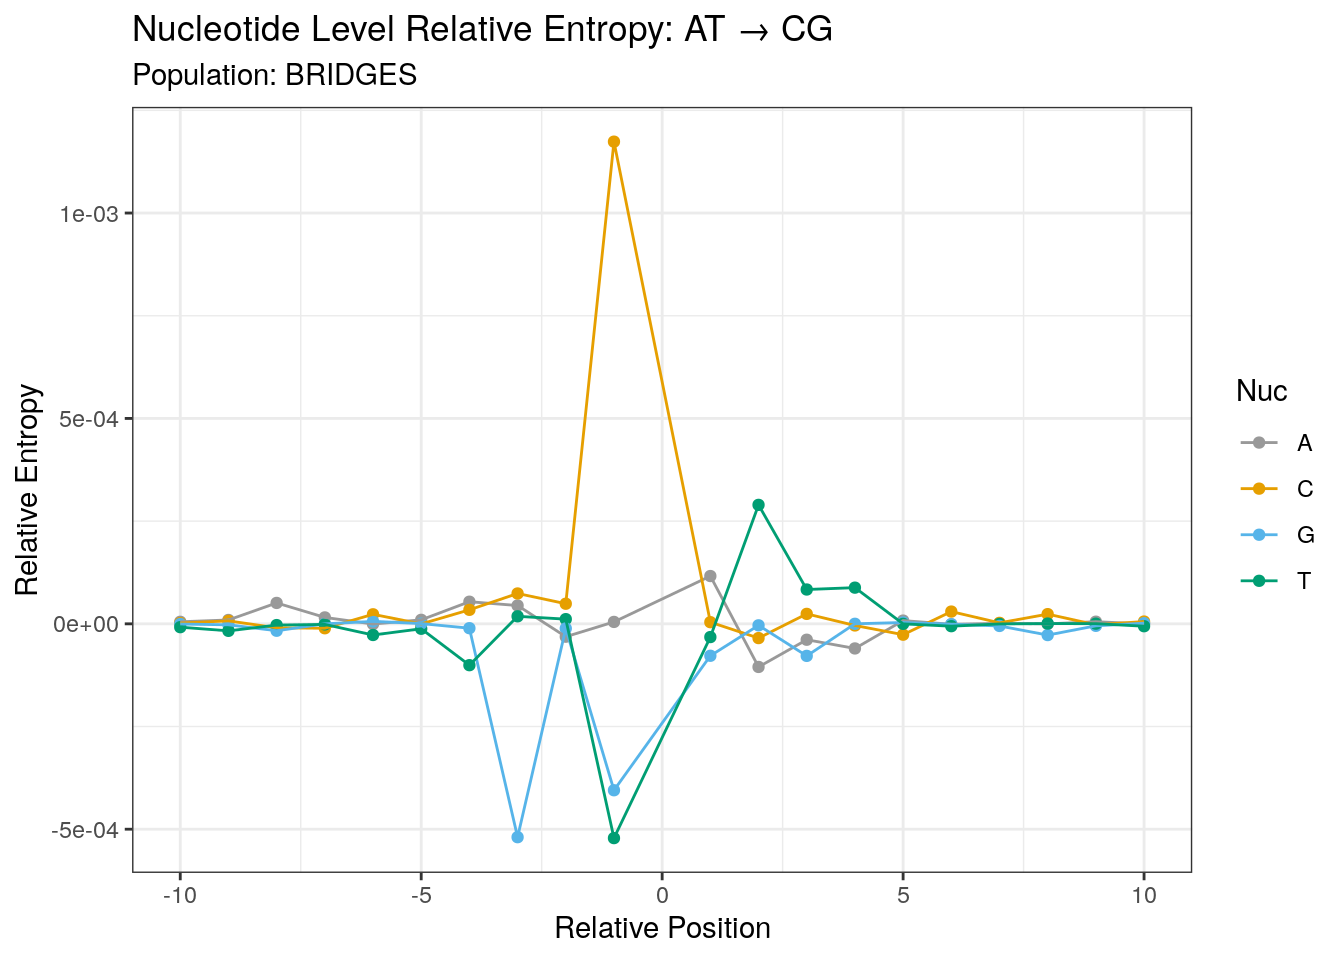 Nucleotide Level Relative Entropy: AT → CG
Population: BRIDGES
1e-03
5e-04
0e+00
-5e-04
Relative Entropy
-10
-5
0
5
10
Relative Position
Nuc
A
C
G
T